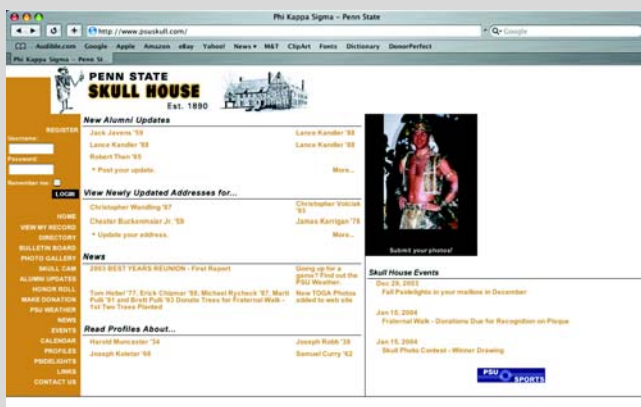 Phi Kappa Sigma – Penn State
http://www.psuskull.com/
Google
Audible.com Google Apple Amazon eBay Yahoo! News M&T ClipArt Fonts Dictionary DonorPerfect
Phi Kappa Sigma – Penn St...
PENN STATE
SKULL HOUSE
Est. 1890
REGISTER
Username:
Password:
Remember me:
LOGIN
HOME
VIEW MY RECORD
DIRECTORY
BULLETIN BOARD
PHOTO GALLERY
SKULL CAM
ALUMNI UPDATES
HONOR ROLL
MAKE DONATION
PSU WEATHER
NEWS
EVENTS
CALENDAR
PROFILES
PSIDELIGHTS
LINKS
CONTACT US
New Alumni Updates
Jack Javens '59 Lance Kandler '88
Lance Kandler '88 Lance Kandler '88
Robert Then '65
* Post your update. More...
View Newly Updated Addresses for...
Christopher Wandling '97 Christopher
Chester Buckenmaier Jr. '59 James Karrigan '78
* Update your address. More...
News
2003 BEST YEARS REUNION - First Report
Going up for a
game? Find out the
PSU Weather.
Tom Hobel '77, Erick Chipmar '88, Michael Rycheck '87, Marti
Pulli '91 and Brett Pulli '93 Donate Trees for Fraternal Walk -
1st Two Trees Planted
New TOGA Photos
added to web site
Read Profiles About...
Harold Muncaster '34 Joseph Robb '39
Joseph Koletar '60 Samuel Curry '62
Submit your photos!
Skull House Events
Dec 29, 2003
Fall Psidelights in your mailbox in December
Jan 15, 2004
Fraternal Walk - Donations Due for Recognition on Plaque
Jan 15, 2004
Skull Photo Contest - Winner Drawing
PSU SPORTS